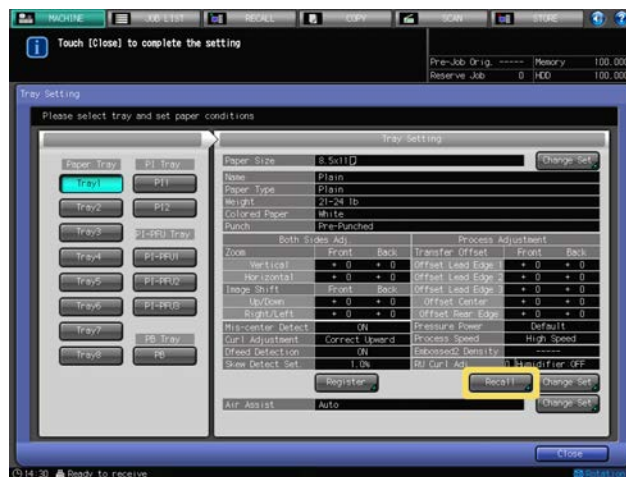 MACHINE JOB LIST RECALL COPY SCAN STORE
Touch [Close] to complete the setting
Pre-Job Orig. ----- Memory 100.00
Reserve Job 0 HDD 100.00
Tray Setting
Please select tray and set paper conditions
Paper Tray PI Tray
Tray1 PI1
Tray2 PI2
Tray3 PI-PFU Tray
Tray4 PI-PFU1
Tray5 PI-PFU2
Tray6 PI-PFU3
Tray7 PB Tray
Tray8 PB
Tray Setting
Paper Size 8.5x11 Change Set
Name Plain
Paper Type Plain
Weight 21-24 lb
Colored Paper White
Punch Pre-Punched
Both Sides Adj Process Adjustment
Zoom Front Back Transfer Offset Front Back
Vertical + 0 + 0 Offset Lead Edge 1 + 0 + 0
Horizontal + 0 + 0 Offset Lead Edge 2 + 0 + 0
Image Shift Front Back Offset Lead Edge 3 + 0 + 0
Up/Down + 0 + 0 Offset Center + 0 + 0
Right/Left + 0 + 0 Offset Rear Edge + 0 + 0
Mis-center Detect ON Pressure Power Default
Curl Adjustment Correct Upward Process Speed High Speed
Dfeed Detection ON Embossed2 Density -----
Skew Detect Set. 1.0% RU Curl Adj 0 Humidifier OFF
Register Recall Change Set
Air Assist Auto Change Set
Close
14:30 Ready to receive Rotation